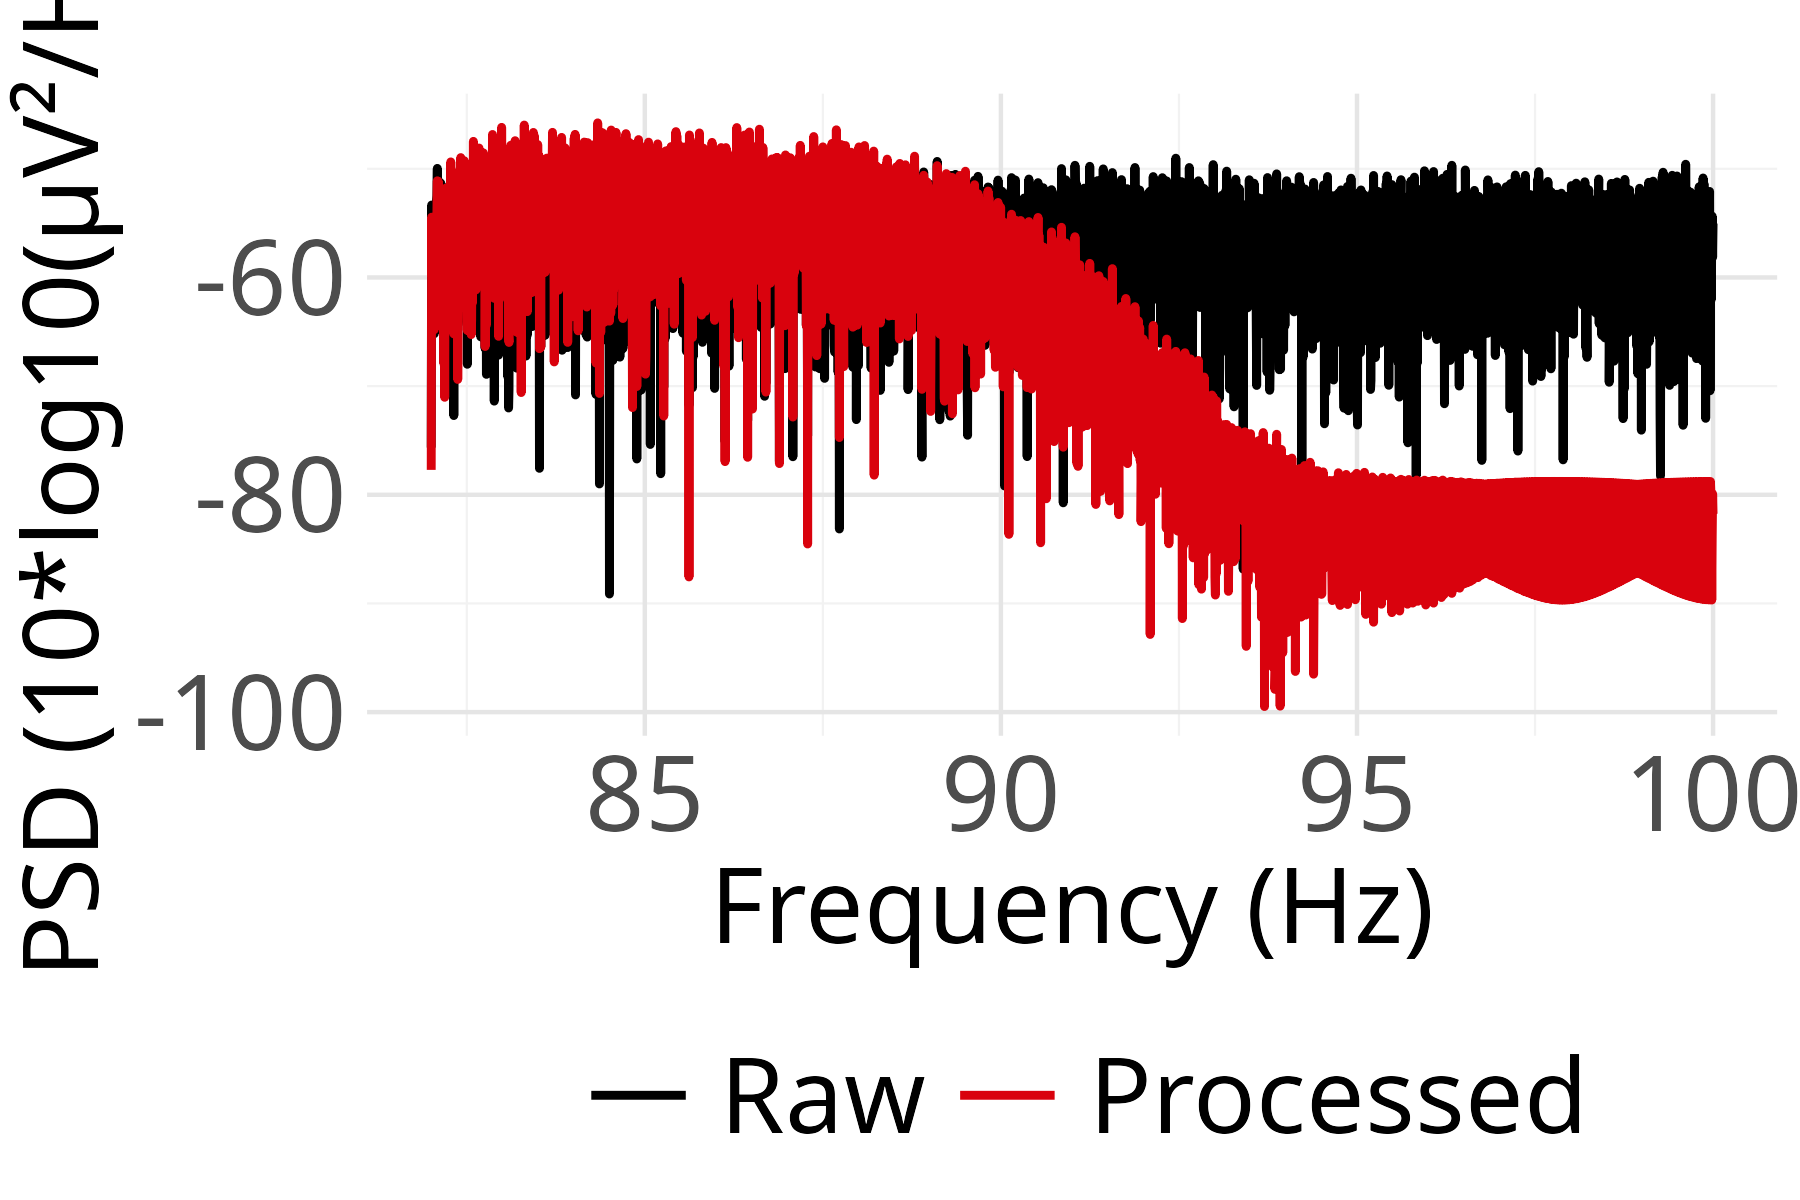 PSD (10*log10(µV²/H
-60
-80
-100
85 90 95 100
Frequency (Hz)
Raw Processed